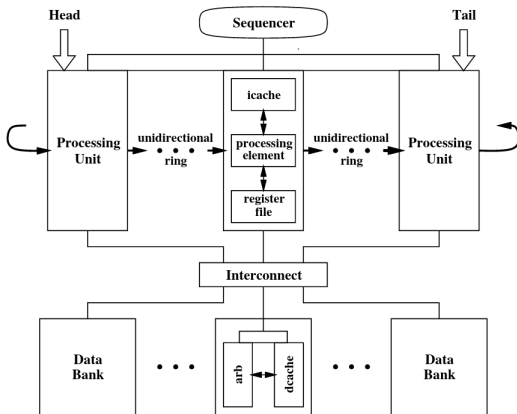 Head
Sequencer
Tail
icache
Processing
Unit
unidirectional
ring
processing
element
unidirectional
ring
Processing
Unit
register
file
Interconnect
Data
Bank
arb
dcache
Data
Bank